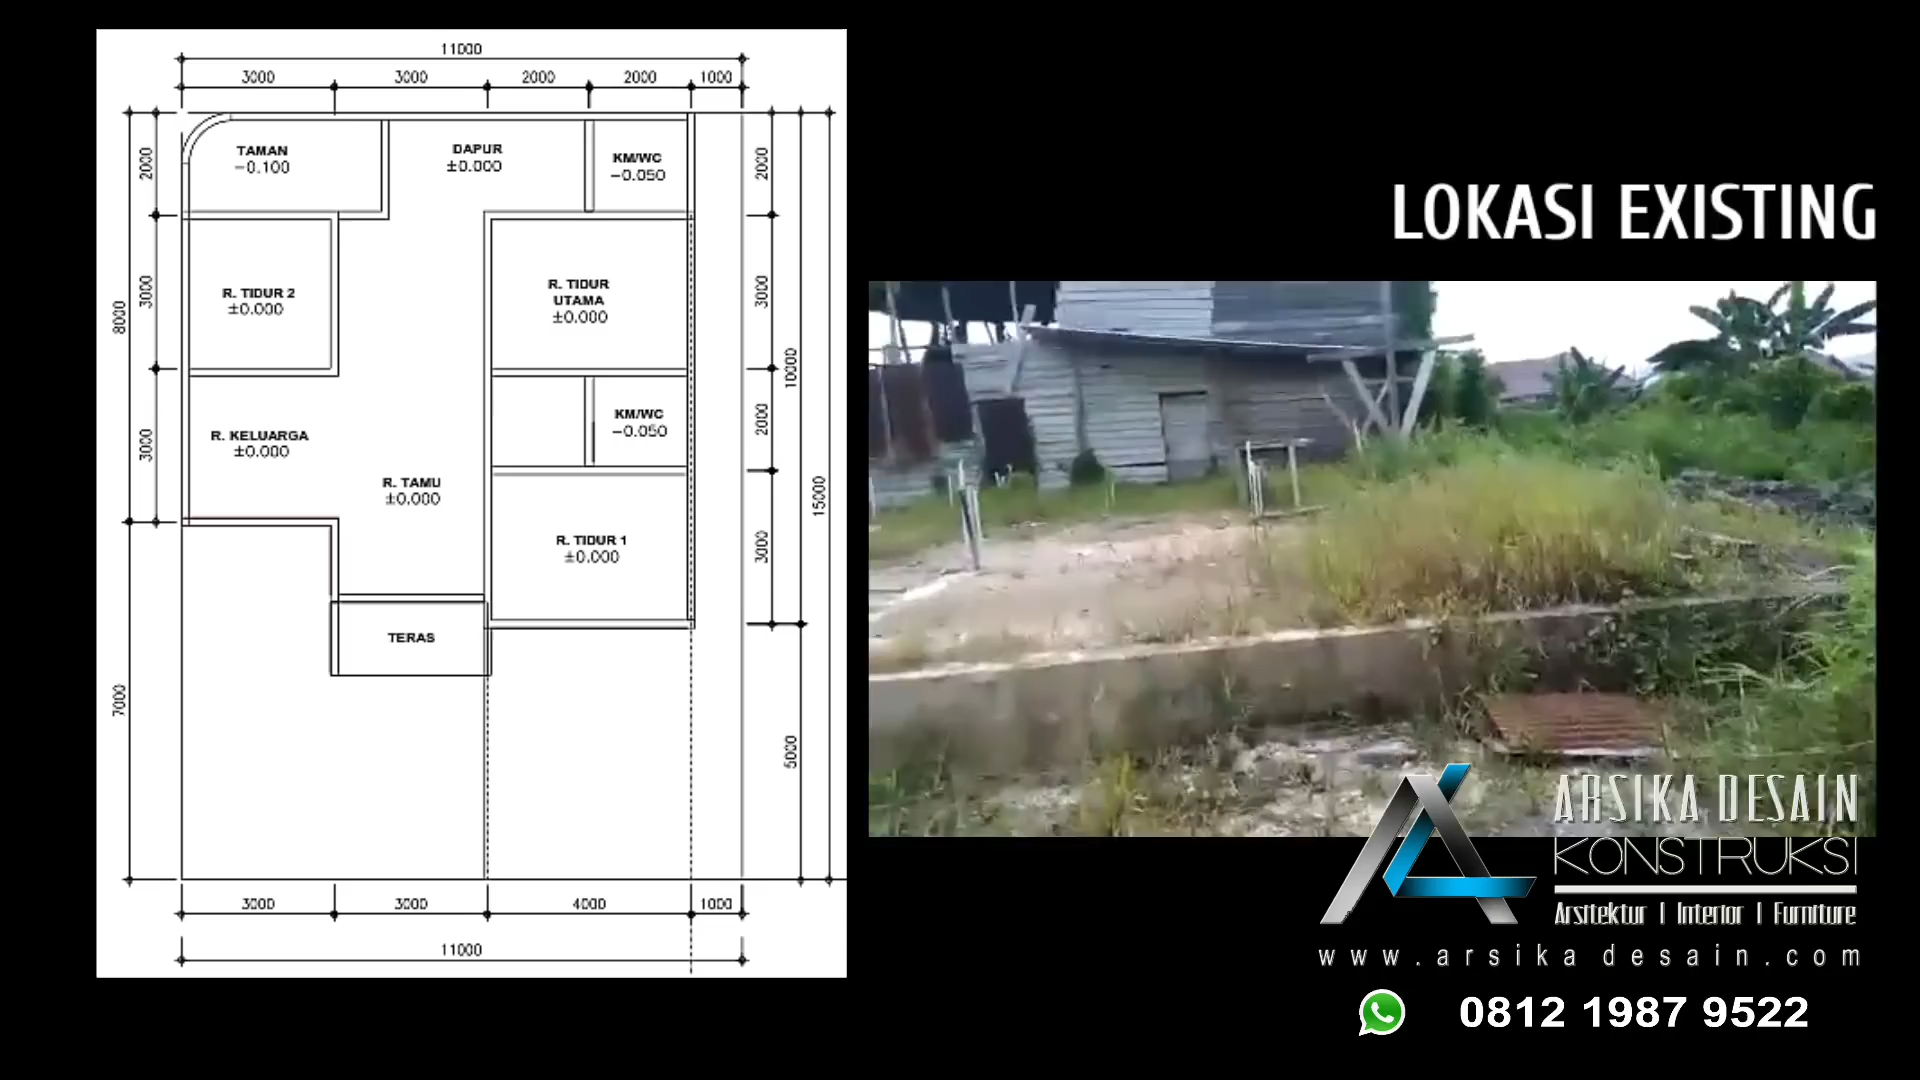 11000
3000 3000 2000 2000 1000
TAMAN
-0.100
DAPUR
±0.000
KM/WC
-0.050
2000
2000
R. TIDUR 2
±0.000
R. TIDUR
UTAMA
±0.000
3000
3000
8000
10000
KM/WC
-0.050
2000
R. KELUARGA
±0.000
3000
R. TAMU
±0.000
15000
R. TIDUR 1
±0.000
3000
TERAS
7000
5000
3000 3000 4000 1000
11000
LOKASI EXISTING
ARSIKA DESAIN
KONSTRUKSI
Arsitektur | Interior | Furniture
www.arsikadesain.com
0812 1987 9522